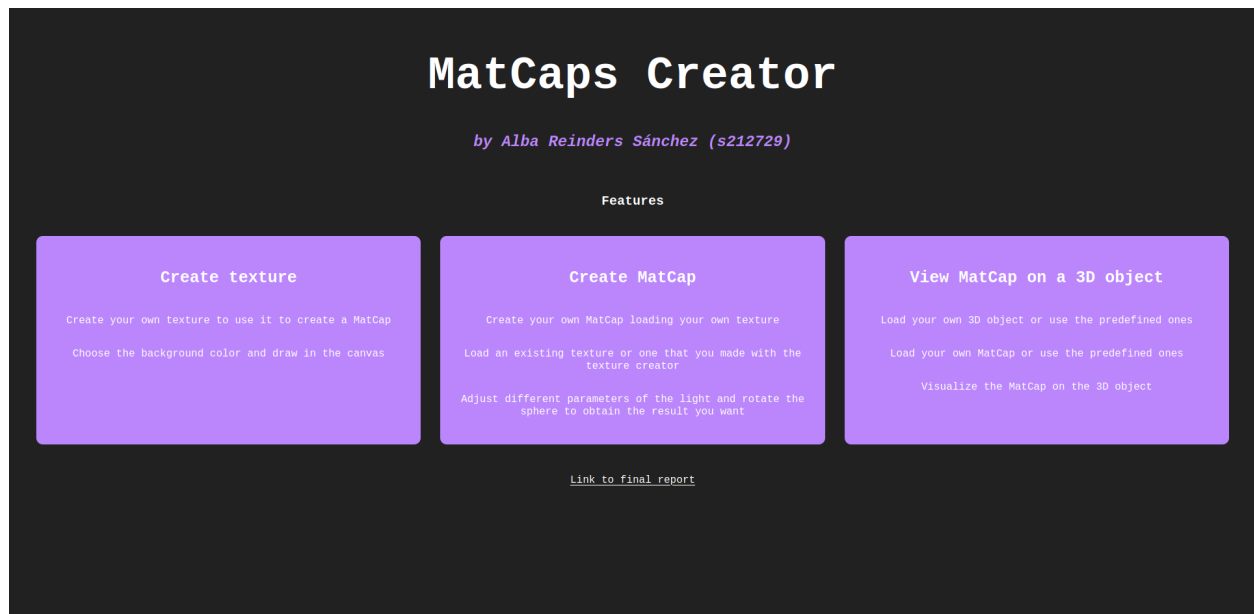 MatCaps Creator
by Alba Reinders Sánchez (s212729)
Features
Create texture
Create your own texture to use it to create a MatCap
Choose the background color and draw in the canvas
Create MatCap
Create your own MatCap loading your own texture
Load an existing texture or one that you made with the
texture creator
Adjust different parameters of the light and rotate the
sphere to obtain the result you want
View MatCap on a 3D object
Load your own 3D object or use the predefined ones
Load your own MatCap or use the predefined ones
Visualize the MatCap on the 3D object
Link to final report